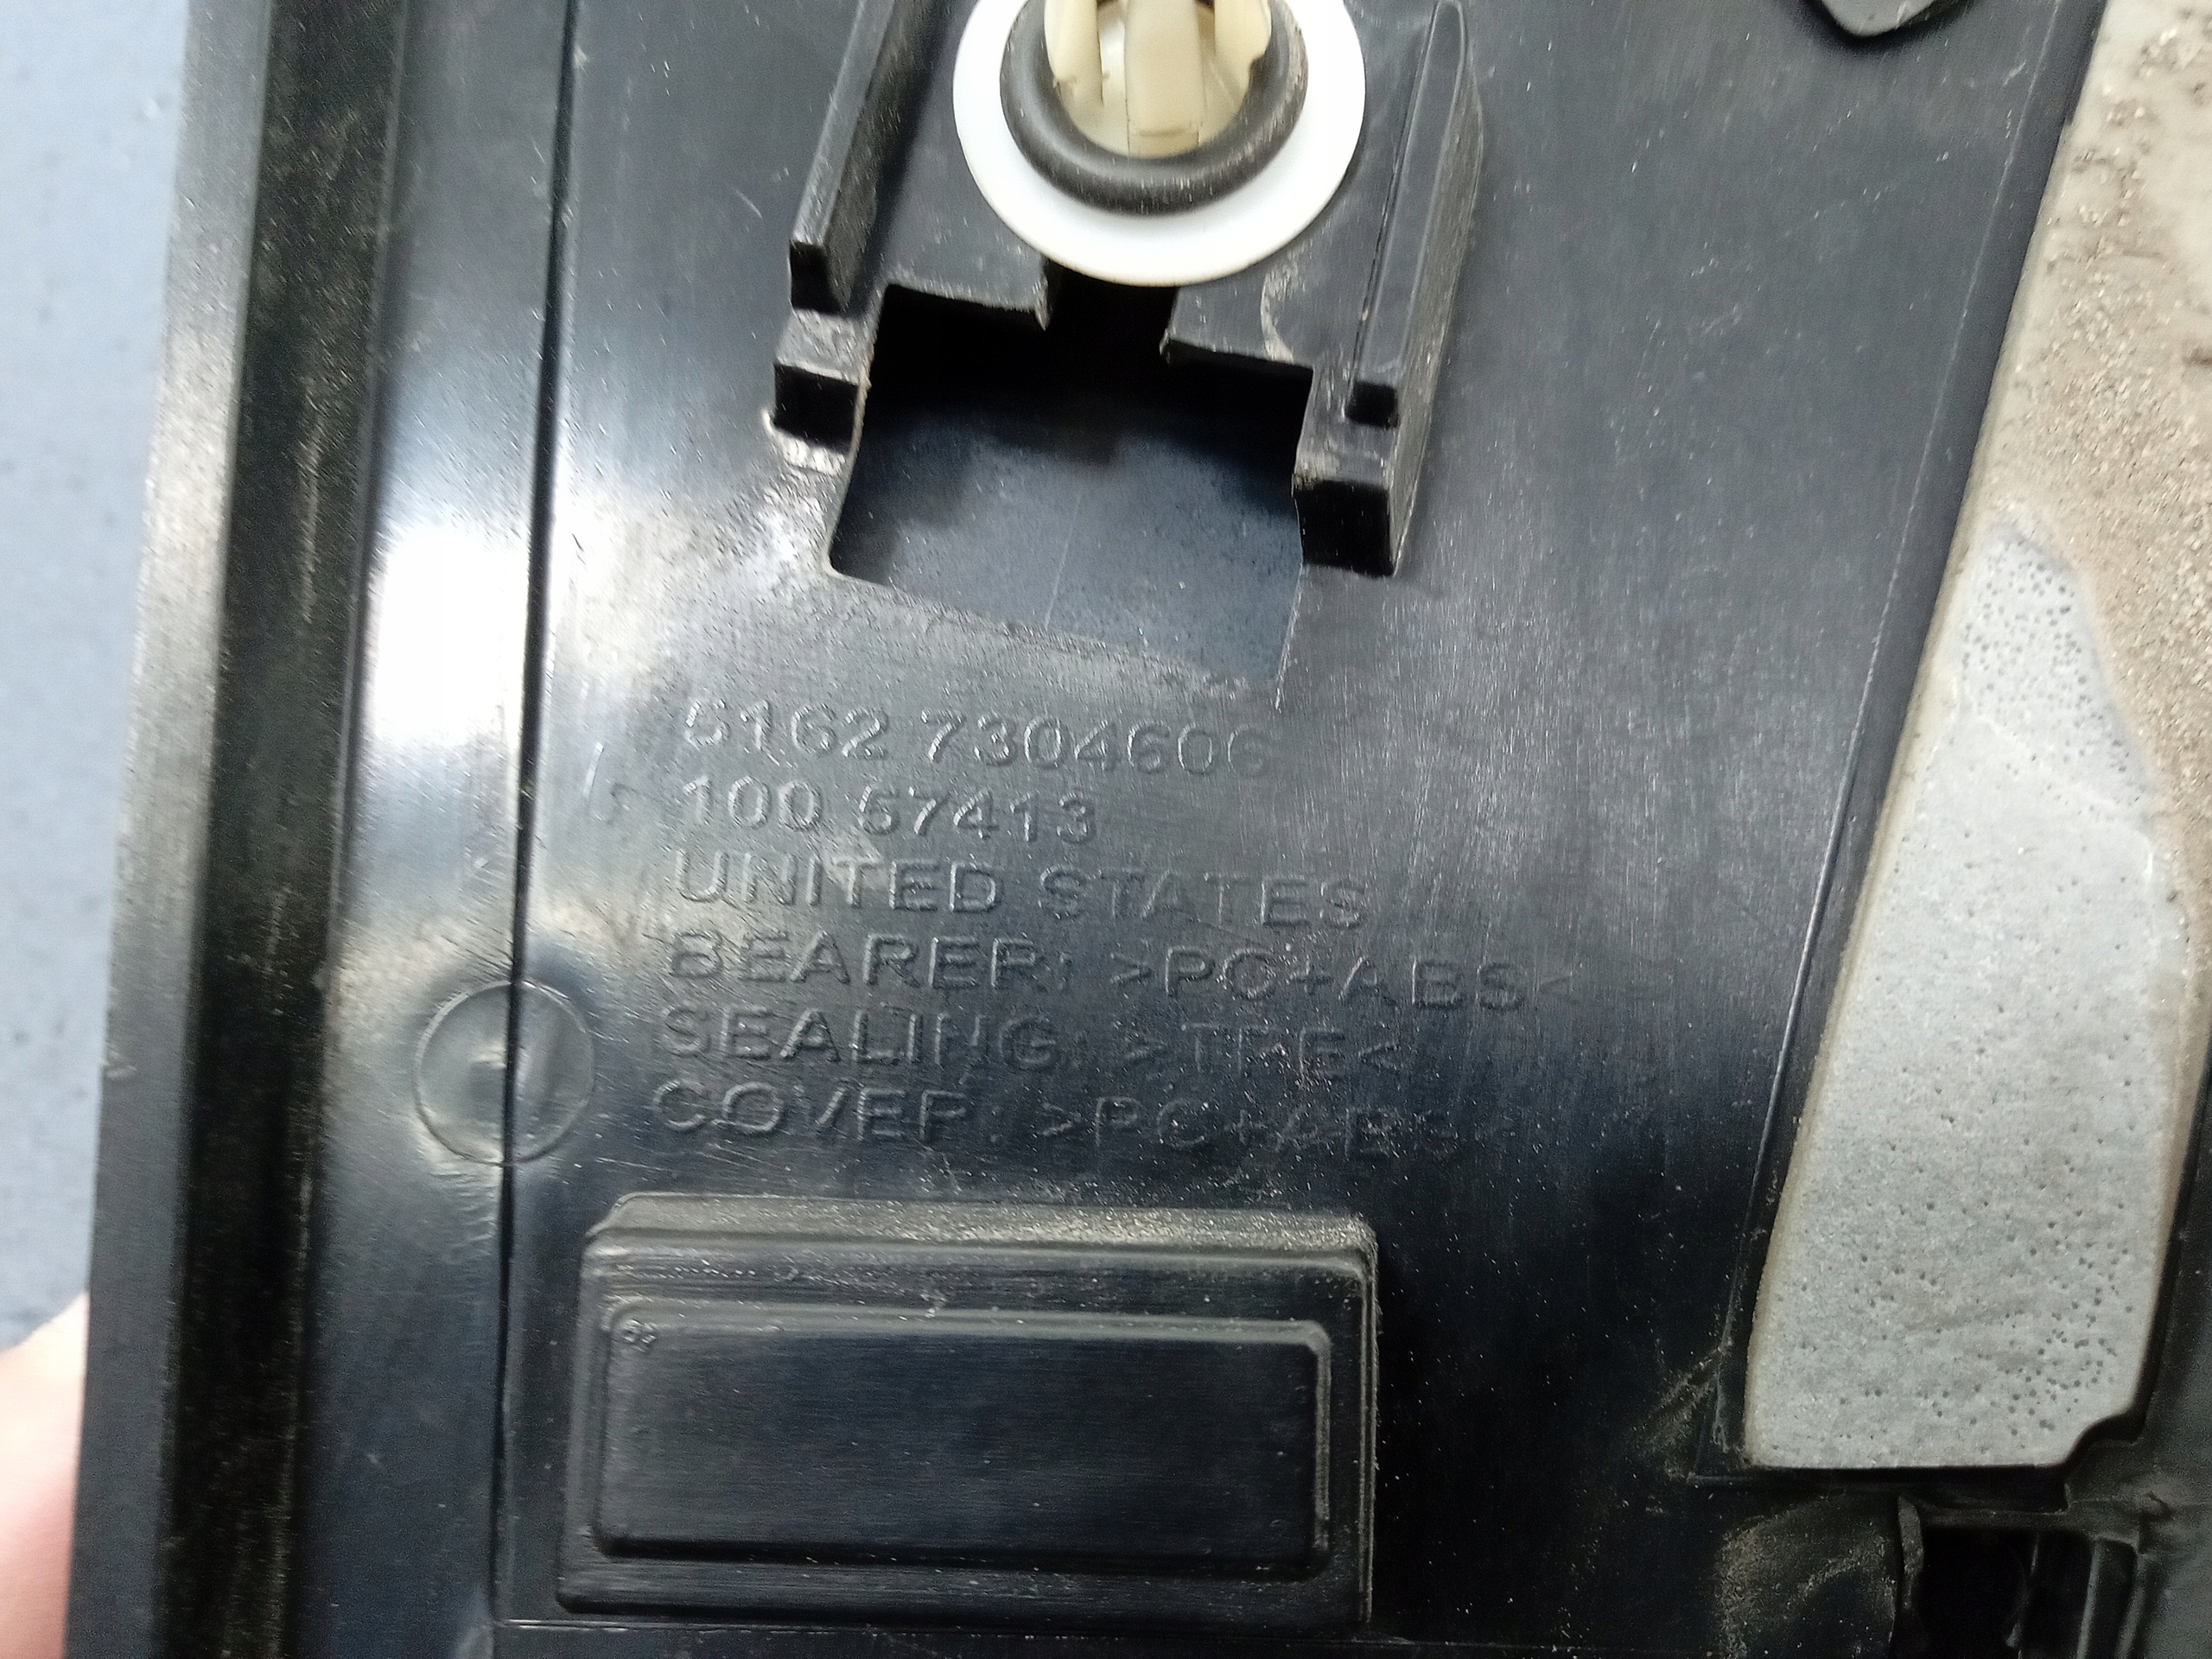 5162 7304606
100 57413
UNITED STATES
BEARER: >PC+ABS<
SEALING: >TPE<
COVER: >PC+ABS<